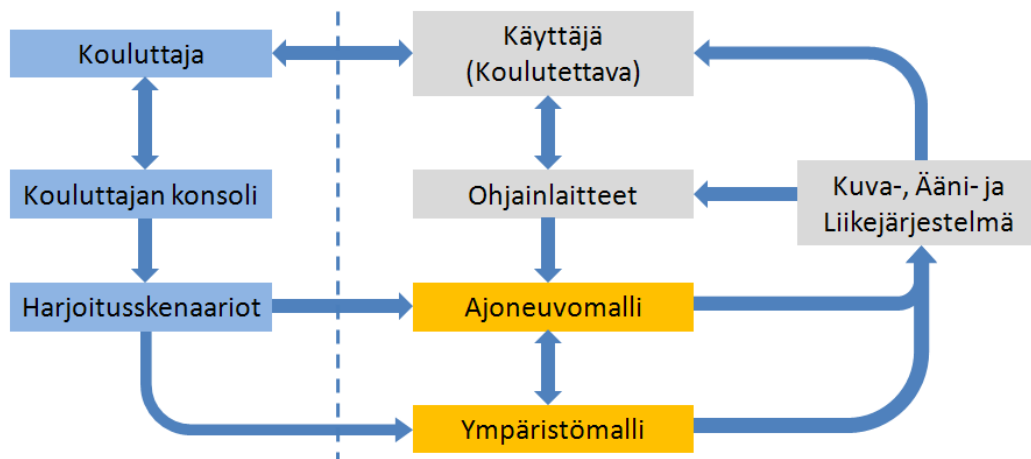 Kouluttaja
Käyttäjä
(Koulutettava)
Kouluttajan konsoli
Ohjainlaitteet
Kuva-, Ääni- ja
Liikejärjestelmä
Harjoitusskenaariot
Ajoneuvomalli
Ympäristömalli